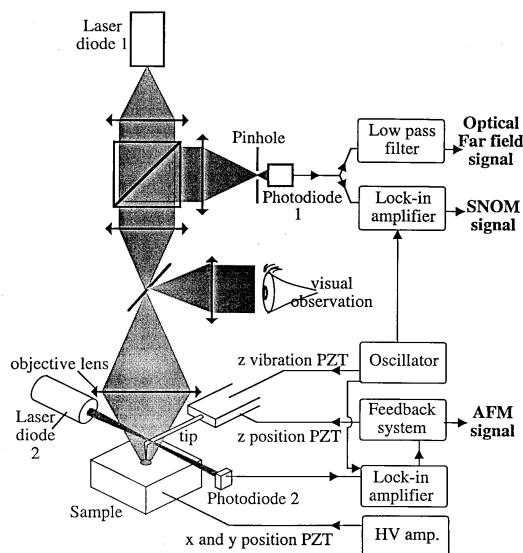 Laser
diode 1
Pinhole
Photodiode
1
Low pass
filter
Optical
Far field
signal
Lock-in
amplifier
SNOM
signal
visual
observation
objective lens
z vibration PZT
Oscillator
Laser
diode
2
tip
z position PZT
Feedback
system
AFM
signal
Photodiode 2
Lock-in
amplifier
Sample
x and y position PZT
HV amp.